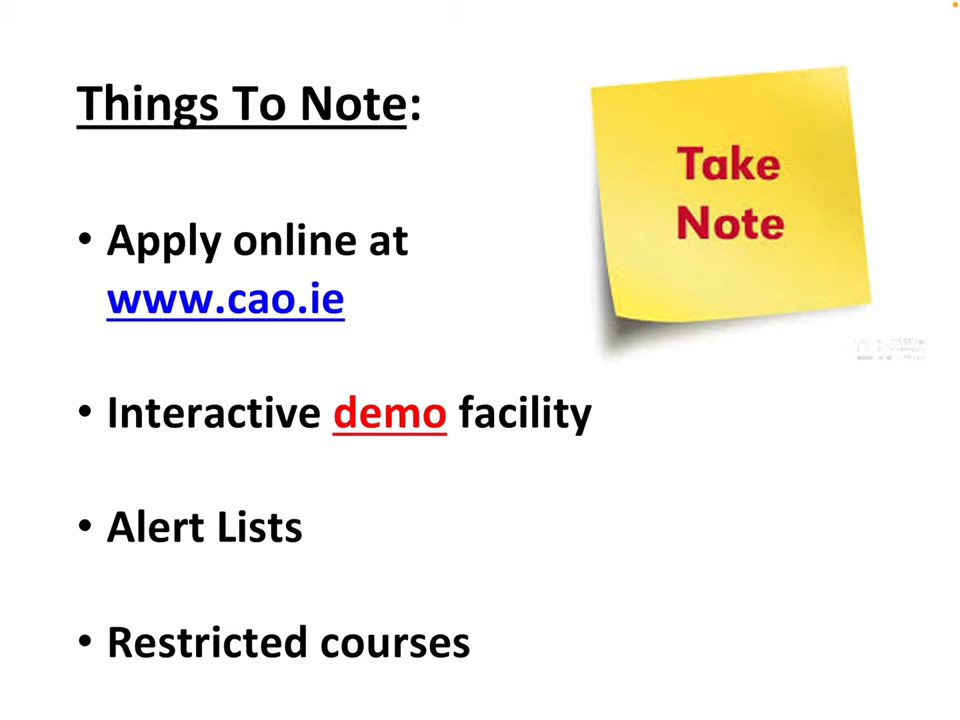 Things To Note:
Take
Note
• Apply online at
www.cao.ie
• Interactive demo facility
• Alert Lists
• Restricted courses